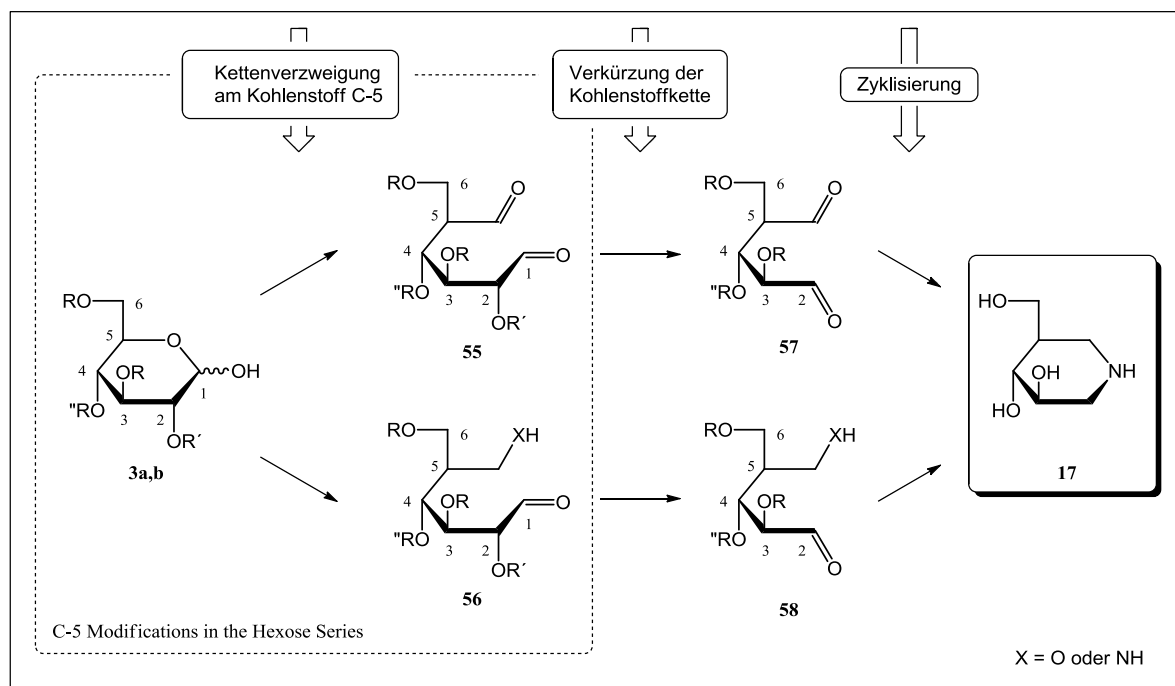 Kettenverzweigung
am Kohlenstoff C-5
Verkürzung der
Kohlenstoffkette
Zyklisierung
RO
6
5
O
4
OR
"RO
3
2
1
OR´
OH
3a,b
RO
6
5
O
4
OR
O
1
"RO
3
2
OR´
55
RO
6
5
O
4
OR
"RO
3
2
O
57
RO
6
XH
5
4
OR
O
1
"RO
3
2
OR´
56
RO
6
XH
5
4
OR
"RO
3
2
O
58
HO
OH
NH
HO
17
C-5 Modifications in the Hexose Series
X = O oder NH